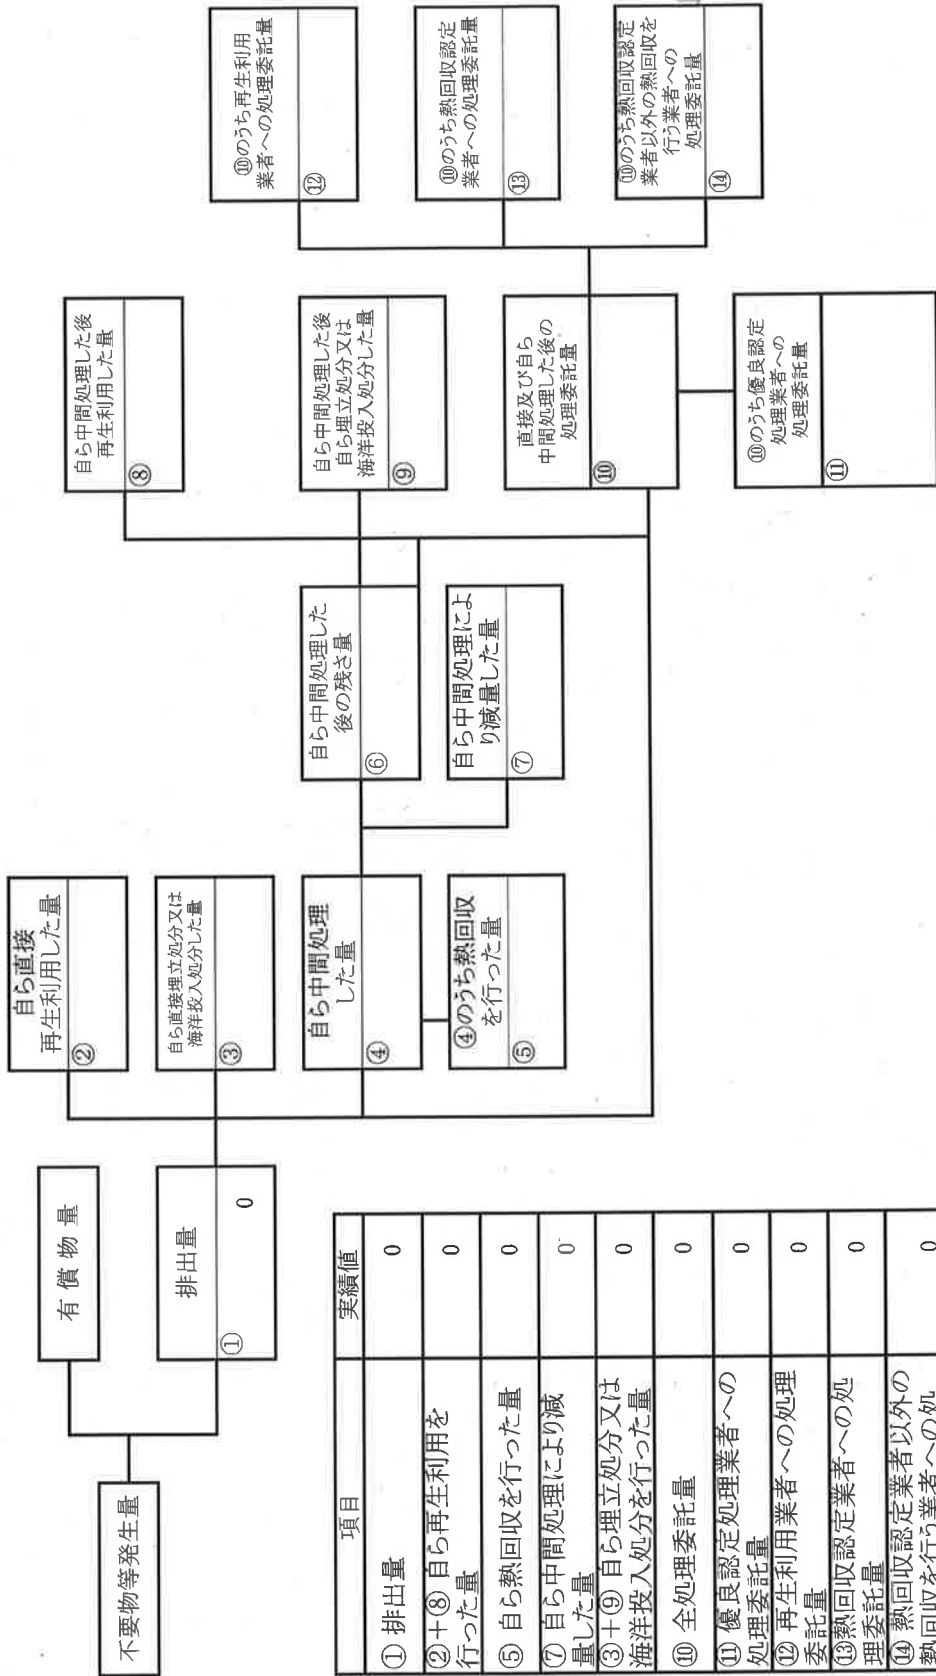 不要物等発生量
有償物量
排出量
①
0
自ら直接
再生利用した量
②
自ら直接埋立処分又は
海洋投入処分した量
③
自ら中間処理
した量
④
④のうち熱回収
を行った量
⑤
自ら中間処理した
後の残さ量
⑥
自ら中間処理によ
り減量した量
⑦
自ら中間処理した後
再生利用した量
⑧
自ら中間処理した後
自ら埋立処分又は
海洋投入処分した量
⑨
直接及び自ら
中間処理した後の
処理委託量
⑩
⑩のうち優良認定
処理業者への
処理委託量
⑪
⑩のうち再生利用
業者への処理委託量
⑫
⑩のうち熱回収認定
業者への処理委託量
⑬
⑩のうち熱回収認定
業者以外の熱回収を
行う業者への
処理委託量
⑭
項目 実績値
① 排出量 0
②+⑧ 自ら再生利用を
行った量 0
⑤ 自ら熱回収を行った量 0
⑦ 自ら中間処理により減
量した量 0
③+⑨ 自ら埋立処分又は
海洋投入処分を行った量 0
⑩ 全処理委託量 0
⑪ 優良認定処理業者への
処理委託量 0
⑫ 再生利用業者への処理
委託量 0
⑬熱回収認定業者への処
理委託量 0
⑭ 熱回収認定業者以外の
熱回収を行う業者への処 0